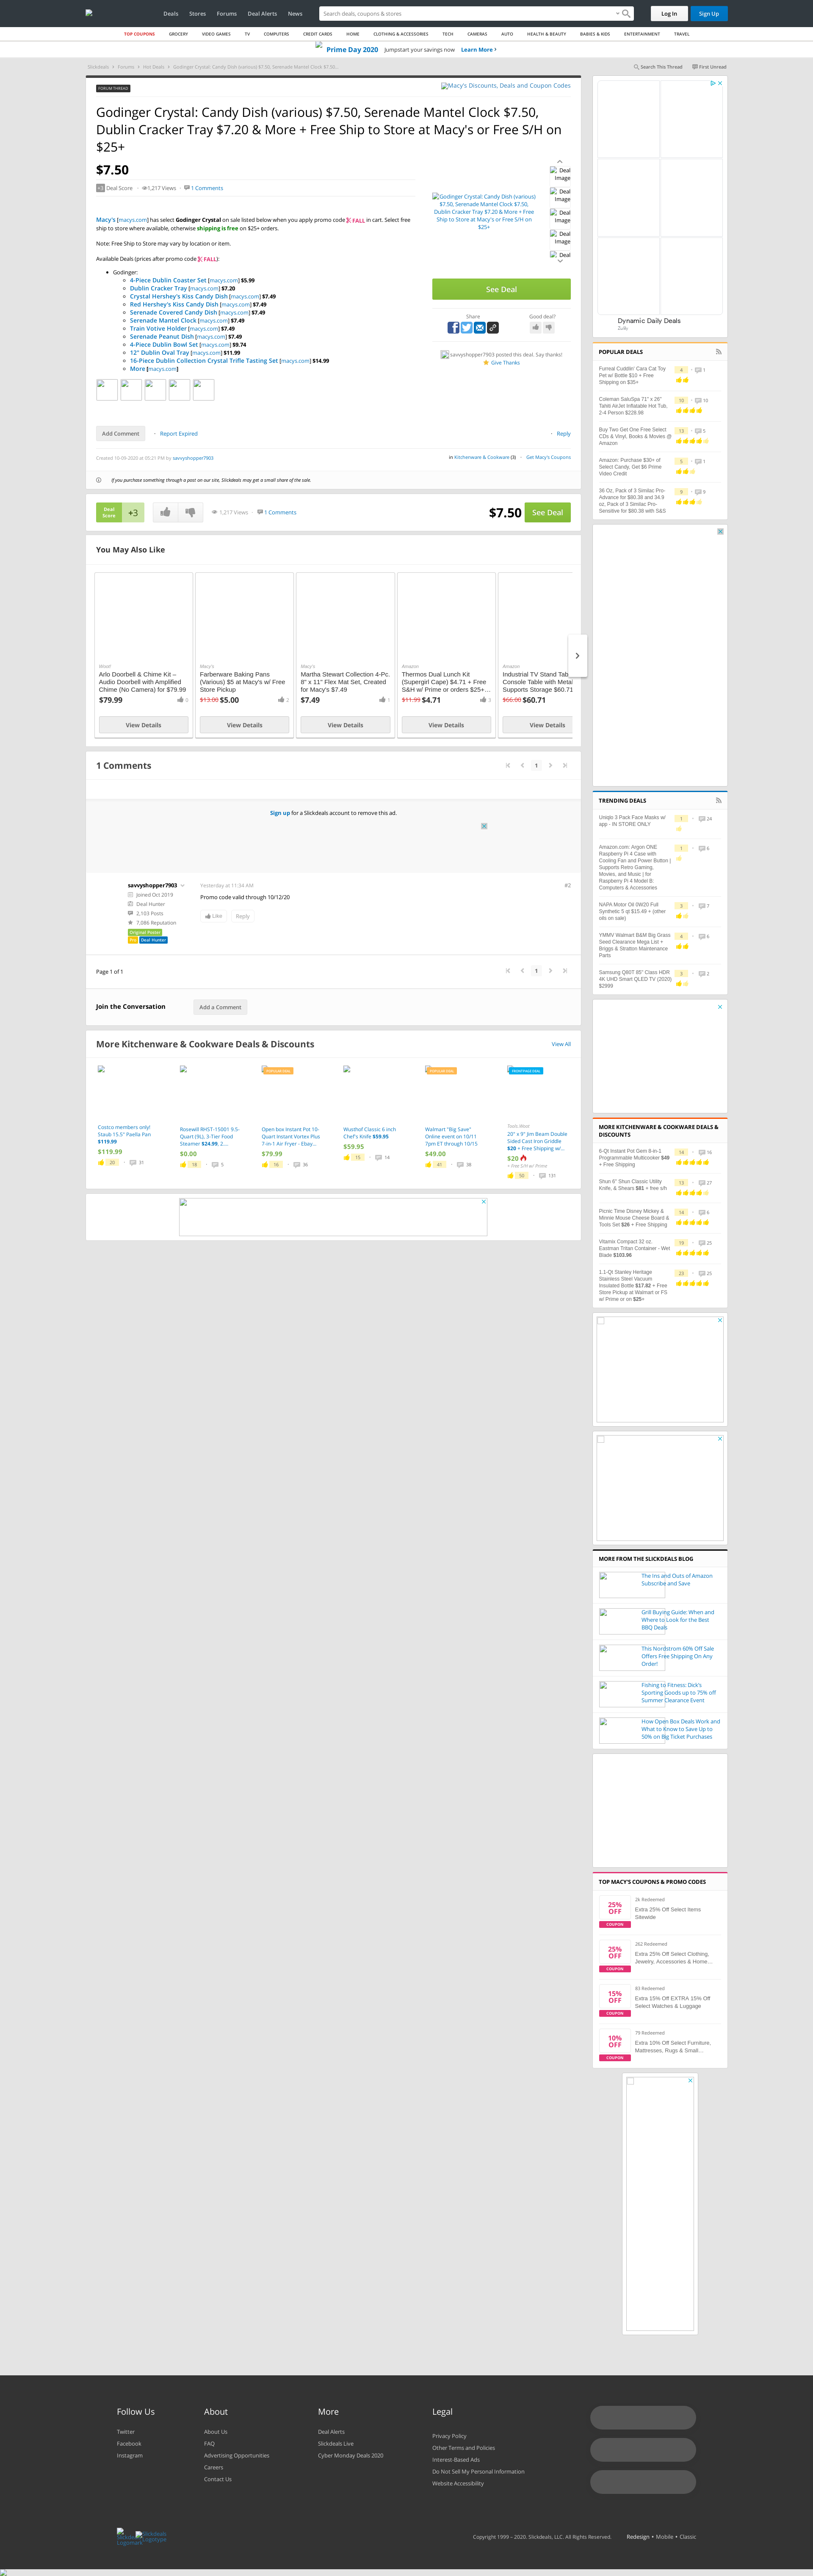 Deals
Stores
Forums
Deal Alerts
News
Search deals, coupons & stores
Log In
Sign Up
TOP COUPONS
GROCERY
VIDEO GAMES
TV
COMPUTERS
CREDIT CARDS
HOME
CLOTHING & ACCESSORIES
TECH
CAMERAS
AUTO
HEALTH & BEAUTY
BABIES & KIDS
ENTERTAINMENT
TRAVEL
Prime Day 2020 Jumpstart your savings now Learn More
Slickdeals > Forums > Hot Deals > Godinger Crystal: Candy Dish (various) $7.50, Serenade Mantel Clock $7.50,...
Search This Thread
First Unread
FORUM THREAD
Macy's Discounts, Deals and Coupon Codes
Godinger Crystal: Candy Dish (various) $7.50, Serenade Mantel Clock $7.50,
Dublin Cracker Tray $7.20 & More + Free Ship to Store at Macy's or Free S/H on
$25+
$7.50
+3 Deal Score
1,217 Views
1 Comments
Macy's [macys.com] has select Godinger Crystal on sale listed below when you apply promo code FALL in cart. Select free
ship to store where available, otherwise shipping is free on $25+ orders.
Note: Free Ship to Store may vary by location or item.
Available Deals (prices after promo code FALL):
Godinger:
4-Piece Dublin Coaster Set [macys.com] $5.99
Dublin Cracker Tray [macys.com] $7.20
Crystal Hershey's Kiss Candy Dish [macys.com] $7.49
Red Hershey's Kiss Candy Dish [macys.com] $7.49
Serenade Covered Candy Dish [macys.com] $7.49
Serenade Mantel Clock [macys.com] $7.49
Train Votive Holder [macys.com] $7.49
Serenade Peanut Dish [macys.com] $7.49
4-Piece Dublin Bowl Set [macys.com] $9.74
12" Dublin Oval Tray [macys.com] $11.99
16-Piece Dublin Collection Crystal Trifle Tasting Set [macys.com] $14.99
More [macys.com]
Godinger Crystal: Candy Dish (various)
$7.50, Serenade Mantel Clock $7.50,
Dublin Cracker Tray $7.20 & More + Free
Ship to Store at Macy's or Free S/H on
$25+
Deal Image
Deal Image
Deal Image
Deal Image
Deal
See Deal
Share
Good deal?
savvyshopper7903 posted this deal. Say thanks!
Give Thanks
Add Comment
Report Expired
Reply
Created 10-09-2020 at 05:21 PM by savvyshopper7903
in Kitchenware & Cookware (3)
Get Macy's Coupons
If you purchase something through a post on our site, Slickdeals may get a small share of the sale.
Deal Score
+3
1,217 Views
1 Comments
$7.50
See Deal
You May Also Like
Woot!
Arlo Doorbell & Chime Kit –
Audio Doorbell with Amplified
Chime (No Camera) for $79.99
$79.99
0
View Details
Macy's
Farberware Baking Pans
(Various) $5 at Macy's w/ Free
Store Pickup
$13.00 $5.00
2
View Details
Macy's
Martha Stewart Collection 4-Pc.
8" x 11" Flex Mat Set, Created
for Macy's $7.49
$7.49
1
View Details
Amazon
Thermos Dual Lunch Kit
(Supergirl Cape) $4.71 + Free
S&H w/ Prime or orders $25+...
$11.99 $4.71
2
View Details
Amazon
Industrial TV Stand Tab
Console Table with Metal
Supports Storage $60.71
$66.00 $60.71
View Details
1 Comments
1
Sign up for a Slickdeals account to remove this ad.
savvyshopper7903
Joined Oct 2019
Deal Hunter
2,103 Posts
7,086 Reputation
Original Poster
Pro
Deal Hunter
Yesterday at 11:34 AM
#2
Promo code valid through 10/12/20
Like
Reply
Page 1 of 1
1
Join the Conversation
Add a Comment
More Kitchenware & Cookware Deals & Discounts
View All
Costco members only!
Staub 15.5" Paella Pan
$119.99
$119.99
20
31
Rosewill RHST-15001 9.5-
Quart (9L), 3-Tier Food
Steamer $24.99, 2....
$0.00
18
5
POPULAR DEAL
Open box Instant Pot 10-
Quart Instant Vortex Plus
7-in-1 Air Fryer - Ebay...
$79.99
16
36
Wusthof Classic 6 inch
Chef's Knife $59.95
$59.95
15
14
POPULAR DEAL
Walmart "Big Save"
Online event on 10/11
7pm ET through 10/15
$49.00
41
58
FRONTPAGE DEAL
20" x 9" Jim Beam Double
Sided Cast Iron Griddle
$20 + Free Shipping w/...
$20
+ Free S/H w/ Prime
50
131
Dynamic Daily Deals
Zulily
POPULAR DEALS
Furreal Cuddlin' Cara Cat Toy
Pet w/ Bottle $10 + Free
Shipping on $35+
4
1
Coleman SaluSpa 71" x 26"
Tahiti AirJet Inflatable Hot Tub,
2-4 Person $228.98
10
10
Buy Two Get One Free Select
CDs & Vinyl, Books & Movies @
Amazon
13
5
Amazon: Purchase $30+ of
Select Candy, Get $6 Prime
Video Credit
5
1
36 Oz, Pack of 3 Similac Pro-
Advance for $80.38 and 34.9
oz, Pack of 3 Similac Pro-
Sensitive for $80.38 with S&S
9
9
TRENDING DEALS
Uniqlo 3 Pack Face Masks w/
app - IN STORE ONLY
1
24
Amazon.com: Argon ONE
Raspberry Pi 4 Case with
Cooling Fan and Power Button |
Supports Retro Gaming,
Movies, and Music | for
Raspberry Pi 4 Model B:
Computers & Accessories
1
6
NAPA Motor Oil 0W20 Full
Synthetic 5 qt $15.49 + (other
oils on sale)
3
7
YMMV Walmart B&M Big Grass
Seed Clearance Mega List +
Briggs & Stratton Maintenance
Parts
4
6
Samsung Q80T 85" Class HDR
4K UHD Smart QLED TV (2020)
$2999
3
2
MORE KITCHENWARE & COOKWARE DEALS &
DISCOUNTS
6-Qt Instant Pot Gem 8-in-1
Programmable Multicooker $49
+ Free Shipping
14
16
Shun 6" Shun Classic Utility
Knife, & Shears $81 + free s/h
13
21
Picnic Time Disney Mickey &
Minnie Mouse Cheese Board &
Tools Set $26 + Free Shipping
14
6
Vitamix Compact 32 oz.
Eastman Tritan Container - Wet
Blade $103.96
19
25
1.1-Qt Stanley Heritage
Stainless Steel Vacuum
Insulated Bottle $17.82 + Free
Store Pickup at Walmart or FS
w/ Prime or on $25+
23
25
MORE FROM THE SLICKDEALS BLOG
The Ins and Outs of Amazon
Subscribe and Save
Grill Buying Guide: When and
Where to Look for the Best
BBQ Deals
This Nordstrom 60% Off Sale
Offers Free Shipping On Any
Order!
Fishing to Fitness: Dick's
Sporting Goods up to 75% off
Summer Clearance Event
How Open Box Deals Work and
What to Know to Save Up to
50% on Big Ticket Purchases
TOP MACY'S COUPONS & PROMO CODES
25% OFF
COUPON
2k Redeemed
Extra 25% Off Select Items
Sitewide
25% OFF
COUPON
262 Redeemed
Extra 25% Off Select Clothing,
Jewelry, Accessories & Home...
15% OFF
COUPON
83 Redeemed
Extra 15% Off EXTRA 15% Off
Select Watches & Luggage
10% OFF
COUPON
79 Redeemed
Extra 10% Off Select Furniture,
Mattresses, Rugs & Small...
Follow Us
Twitter
Facebook
Instagram
About
About Us
FAQ
Advertising Opportunities
Careers
Contact Us
More
Deal Alerts
Slickdeals Live
Cyber Monday Deals 2020
Legal
Privacy Policy
Other Terms and Policies
Interest-Based Ads
Do Not Sell My Personal Information
Website Accessibility
Slickdeals Logomark
Slickdeals Logotype
Copyright 1999 - 2020. Slickdeals, LLC. All Rights Reserved.
Redesign • Mobile • Classic